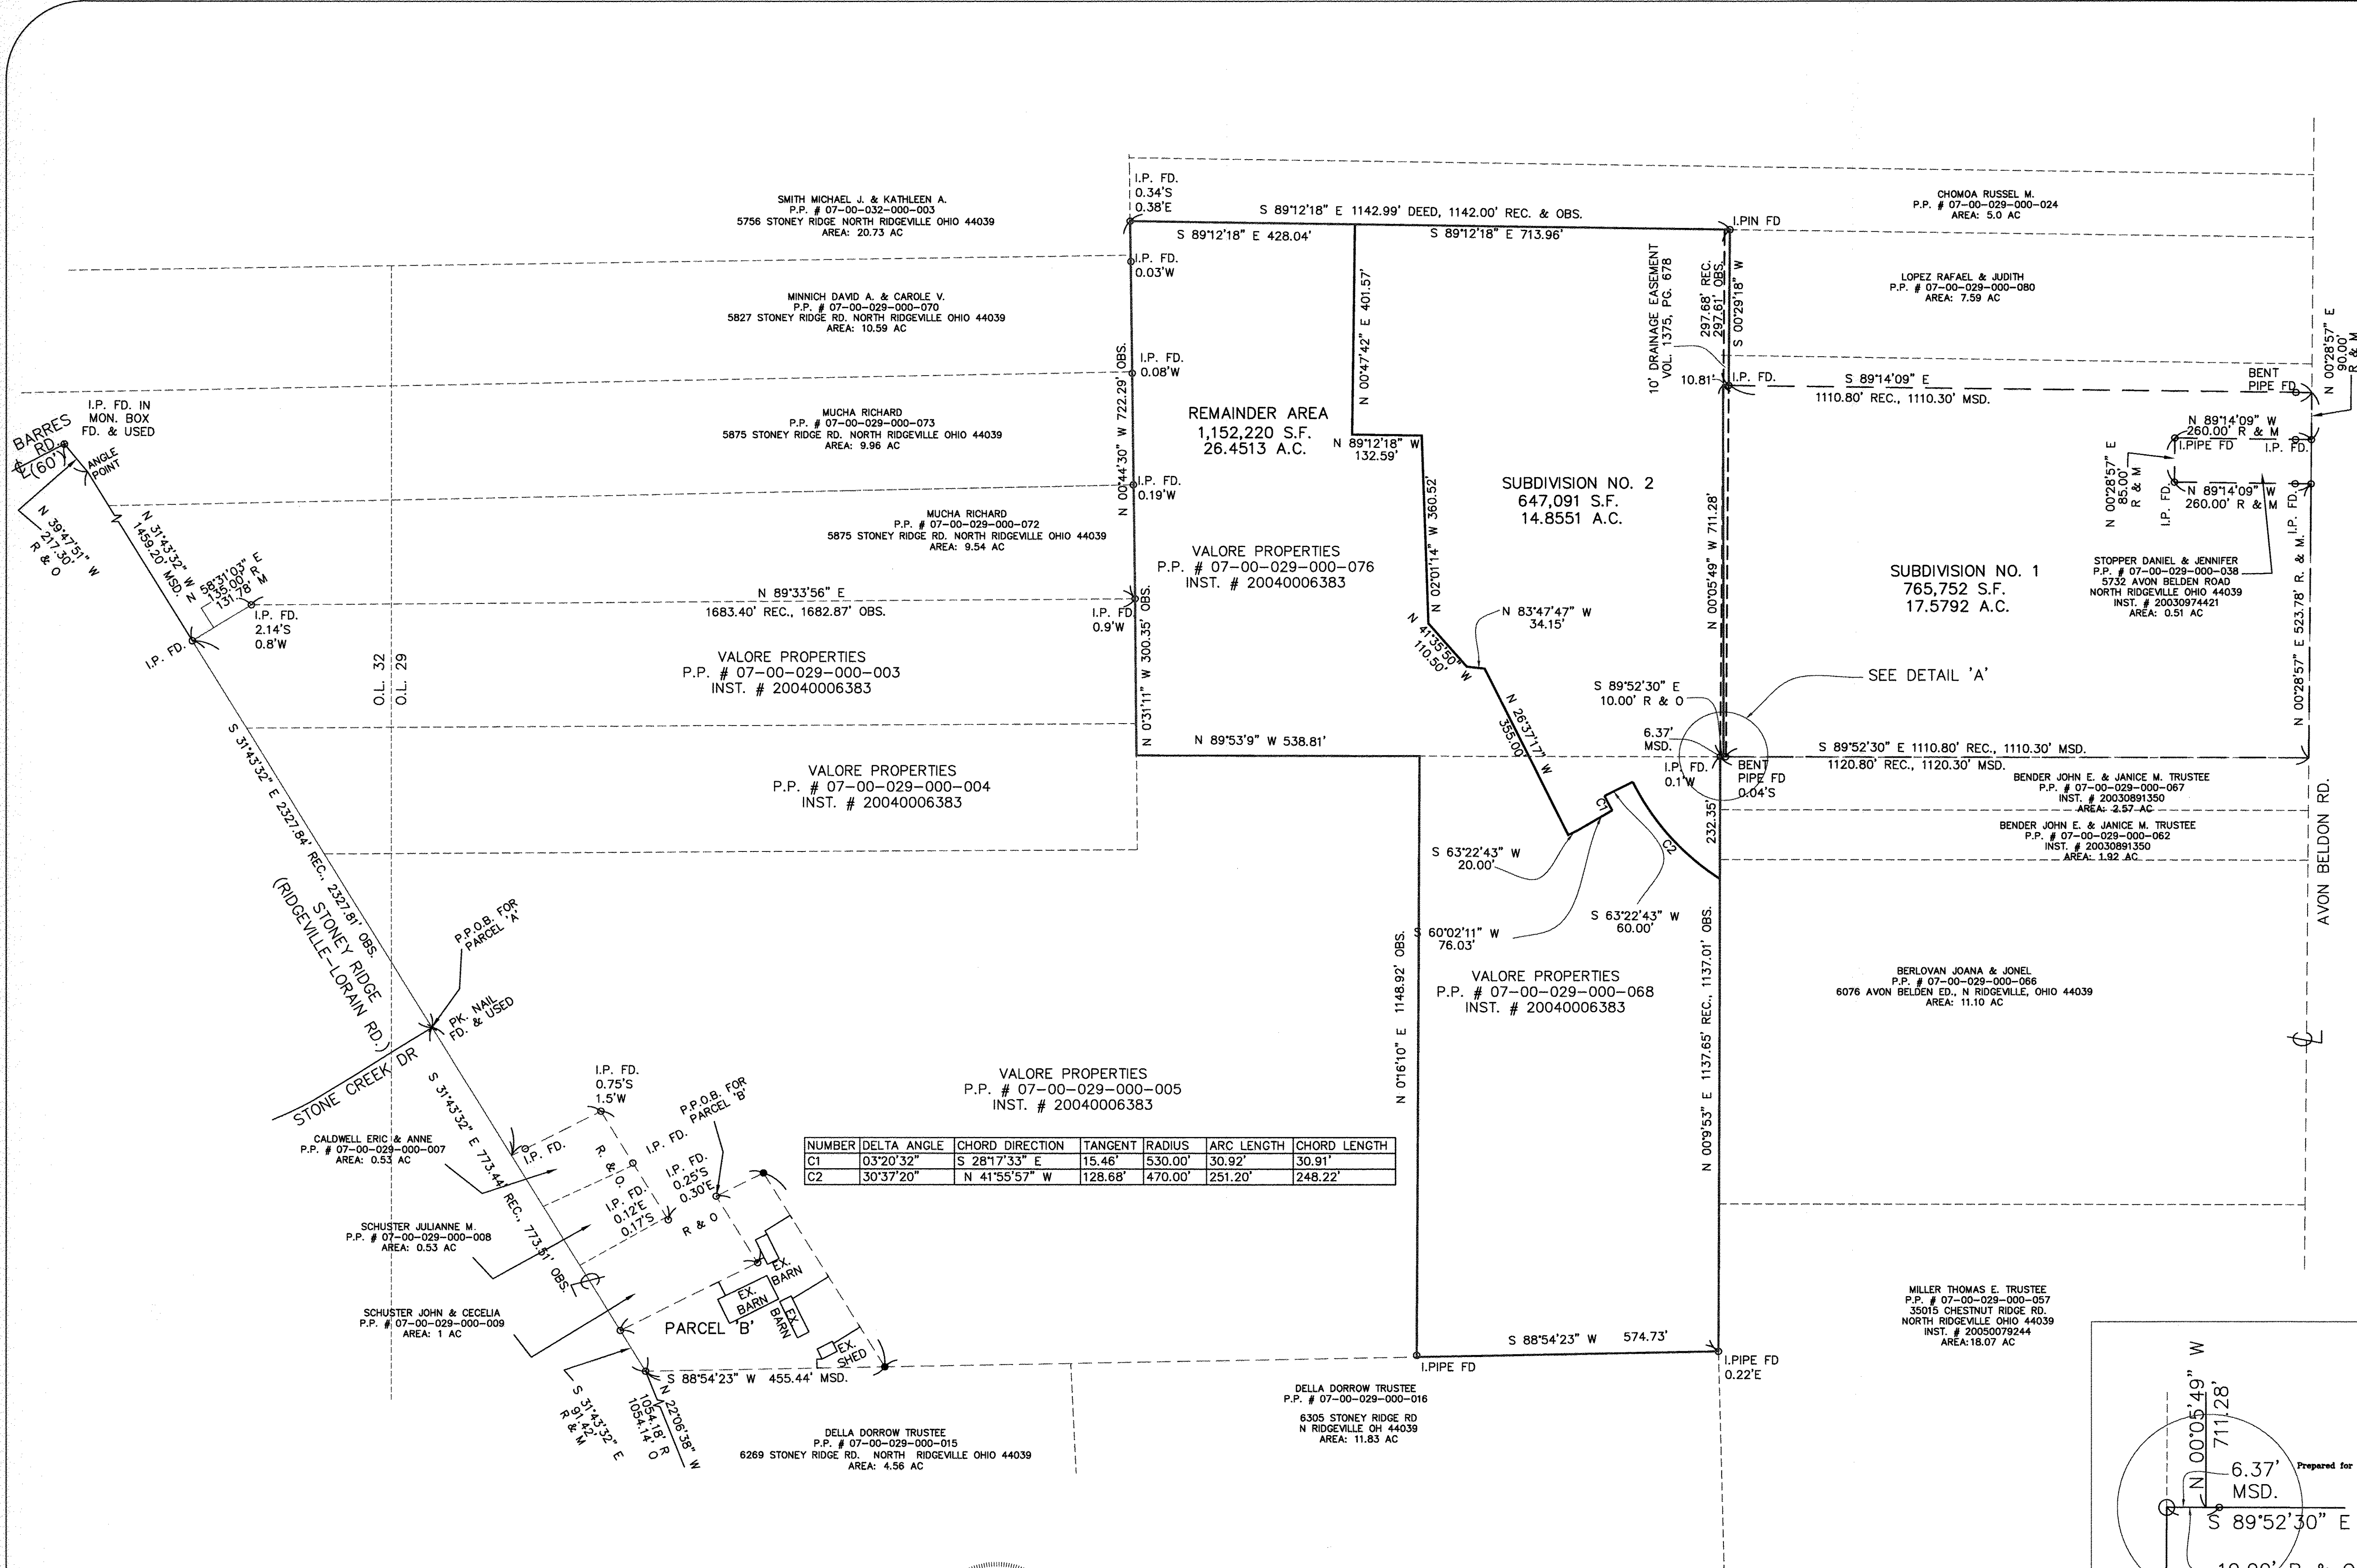 SMITH MICHAEL J. & KATHLEEN A.
P.P. # 07-00-032-000-003
5756 STONEY RIDGE NORTH RIDGEVILLE OHIO 44039
AREA: 20.73 AC
MINNICH DAVID A. & CAROLE V.
P.P. # 07-00-029-000-070
5827 STONEY RIDGE RD. NORTH RIDGEVILLE OHIO 44039
AREA: 10.59 AC
MUCHA RICHARD
P.P. # 07-00-029-000-073
5875 STONEY RIDGE RD. NORTH RIDGEVILLE OHIO 44039
AREA: 9.96 AC
MUCHA RICHARD
P.P. # 07-00-029-000-072
5875 STONEY RIDGE RD. NORTH RIDGEVILLE OHIO 44039
AREA: 9.54 AC
I.P. FD. IN
MON. BOX
FD. & USED
BARRES
RD.
℄(60')
ANGLE
POINT
N 39°47'51" W
217.30'
R & O
N 31°43'32" W
1459.20' MSD.
N 58°31'03" E
135.00' R
131.78' M
I.P. FD.
2.14'S
0.8'W
I.P. FD.
N 89°33'56" E
1683.40' REC., 1682.87' OBS.
O.L. 32
O.L. 29
VALORE PROPERTIES
P.P. # 07-00-029-000-003
INST. # 20040006383
VALORE PROPERTIES
P.P. # 07-00-029-000-004
INST. # 20040006383
S 31°43'32" E 2327.84' REC., 2327.81' OBS.
STONEY RIDGE
(RIDGEVILLE-LORAIN RD.)
P.P.O.B. FOR
PARCEL 'A'
PK. NAIL
FD. & USED
STONE CREEK DR
S 31°43'32" E 773.44' REC., 773.51' OBS.
I.P. FD.
0.75'S
1.5'W
I.P. FD.
R. & O.
P.P.O.B. FOR
PARCEL 'B'
I.P. FD.
I.P. FD.
0.25'S
0.30'E
I.P. FD.
0.12'E
0.17'S
R & O
CALDWELL ERIC & ANNE
P.P. # 07-00-029-000-007
AREA: 0.53 AC
SCHUSTER JULIANNE M.
P.P. # 07-00-029-000-008
AREA: 0.53 AC
SCHUSTER JOHN & CECELIA
P.P. # 07-00-029-000-009
AREA: 1 AC
EX.
BARN
EX.
BARN
EX.
BARN
EX.
SHED
PARCEL 'B'
S 88°54'23" W 455.44' MSD.
S 31°43'32" E
91.42'
R & M
N 22°06'38" W
1054.18' R
1054.14' O
DELLA DORROW TRUSTEE
P.P. # 07-00-029-000-015
6269 STONEY RIDGE RD. NORTH RIDGEVILLE OHIO 44039
AREA: 4.56 AC
VALORE PROPERTIES
P.P. # 07-00-029-000-005
INST. # 20040006383
NUMBER DELTA ANGLE CHORD DIRECTION TANGENT RADIUS ARC LENGTH CHORD LENGTH
C1 03°20'32" S 28°17'33" E 15.46' 530.00' 30.92' 30.91'
C2 30°37'20" N 41°55'57" W 128.68' 470.00' 251.20' 248.22'
I.P. FD.
0.34'S
0.38'E
S 89°12'18" E 1142.99' DEED, 1142.00' REC. & OBS.
S 89°12'18" E 428.04'
S 89°12'18" E 713.96'
I.PIN FD
I.P. FD.
0.03'W
I.P. FD.
0.08'W
I.P. FD.
0.19'W
I.P. FD.
0.9'W
N 00°44'30" W 722.29' OBS.
N 0°31'11" W 300.35' OBS.
N 00°47'42" E 401.57'
REMAINDER AREA
1,152,220 S.F.
26.4513 A.C.
N 89°12'18" W
132.59'
VALORE PROPERTIES
P.P. # 07-00-029-000-076
INST. # 20040006383
N 02°01'14" W 360.52'
SUBDIVISION NO. 2
647,091 S.F.
14.8551 A.C.
N 83°47'47" W
34.15'
N 41°35'50" W
110.50'
N 26°37'17" W
355.00'
N 89°53'9" W 538.81'
10' DRAINAGE EASEMENT
VOL. 1375, PG. 678
297.68' REC.
297.61' OBS.
S 00°29'18" W
10.81'
I.P. FD.
N 00°05'49" W 711.28'
S 89°52'30" E
10.00' R & O
6.37'
MSD.
I.P. FD.
0.1'W
BENT
PIPE FD
0.04'S
232.35'
C1
C2
S 63°22'43" W
20.00'
S 60°02'11" W
76.03'
S 63°22'43" W
60.00'
VALORE PROPERTIES
P.P. # 07-00-029-000-068
INST. # 20040006383
N 0°16'10" E 1148.92' OBS.
N 00°9'53" E 1137.65' REC., 1137.01' OBS.
S 88°54'23" W 574.73'
I.PIPE FD
I.PIPE FD
0.22'E
DELLA DORROW TRUSTEE
P.P. # 07-00-029-000-016
6305 STONEY RIDGE RD
N RIDGEVILLE OH 44039
AREA: 11.83 AC
CHOMOA RUSSEL M.
P.P. # 07-00-029-000-024
AREA: 5.0 AC
LOPEZ RAFAEL & JUDITH
P.P. # 07-00-029-000-080
AREA: 7.59 AC
S 89°14'09" E
1110.80' REC., 1110.30' MSD.
BENT
PIPE FD
N 00°28'57" E
90.00'
R & M
N 89°14'09" W
260.00' R & M
I.PIPE FD
I.P. FD.
N 00°28'57" E
85.00'
R & M
I.P. FD.
N 89°14'09" W
260.00' R & M
I.P. FD.
STOPPER DANIEL & JENNIFER
P.P. # 07-00-029-000-038
5732 AVON BELDEN ROAD
NORTH RIDGEVILLE OHIO 44039
INST. # 20030974421
AREA: 0.51 AC
N 00°28'57" E 523.78' R. & M.
SUBDIVISION NO. 1
765,752 S.F.
17.5792 A.C.
SEE DETAIL 'A'
S 89°52'30" E 1110.80' REC., 1110.30' MSD.
1120.80' REC., 1120.30' MSD.
BENDER JOHN E. & JANICE M. TRUSTEE
P.P. # 07-00-029-000-067
INST. # 20030891350
AREA: 2.57 AC
BENDER JOHN E. & JANICE M. TRUSTEE
P.P. # 07-00-029-000-062
INST. # 20030891350
AREA: 1.92 AC
AVON BELDON RD.
BERLOVAN JOANA & JONEL
P.P. # 07-00-029-000-066
6076 AVON BELDEN ED., N RIDGEVILLE, OHIO 44039
AREA: 11.10 AC
℄
MILLER THOMAS E. TRUSTEE
P.P. # 07-00-029-000-057
35015 CHESTNUT RIDGE RD.
NORTH RIDGEVILLE OHIO 44039
INST. # 20050079244
AREA:18.07 AC
N 00°05'49" W
711.28'
6.37'
MSD.
Prepared for
S 89°52'30" E
10.00' R & O